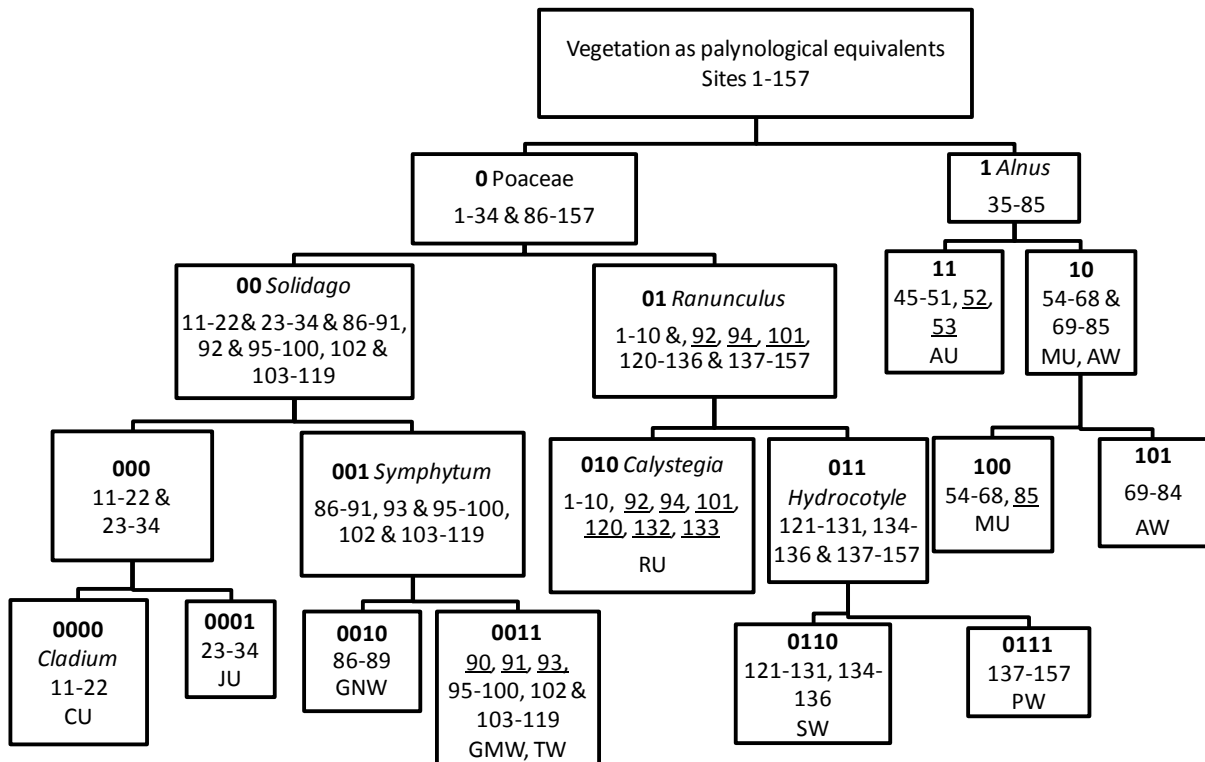 Vegetation as palynological equivalents
Sites 1-157
0 Poaceae
1-34 & 86-157
1 Alnus
35-85
00 Solidago
11-22& 23-34 & 86-91,
92 & 95-100, 102 &
103-119
01 Ranunculus
1-10 &, 92, 94, 101,
120-136 & 137-157
11
45-51, 52,
53
AU
10
54-68 &
69-85
MU, AW
000
11-22 &
23-34
001 Symphytum
86-91, 93 & 95-100,
102 & 103-119
010 Calystegia
1-10, 92, 94, 101,
120, 132, 133
RU
011
Hydrocotyle
121-131, 134-
136 & 137-157
100
54-68, 85
MU
101
69-84
AW
0000
Cladium
11-22
CU
0001
23-34
JU
0010
86-89
GNW
0011
90, 91, 93,
95-100, 102 &
103-119
GMW, TW
0110
121-131, 134-
136
SW
0111
137-157
PW